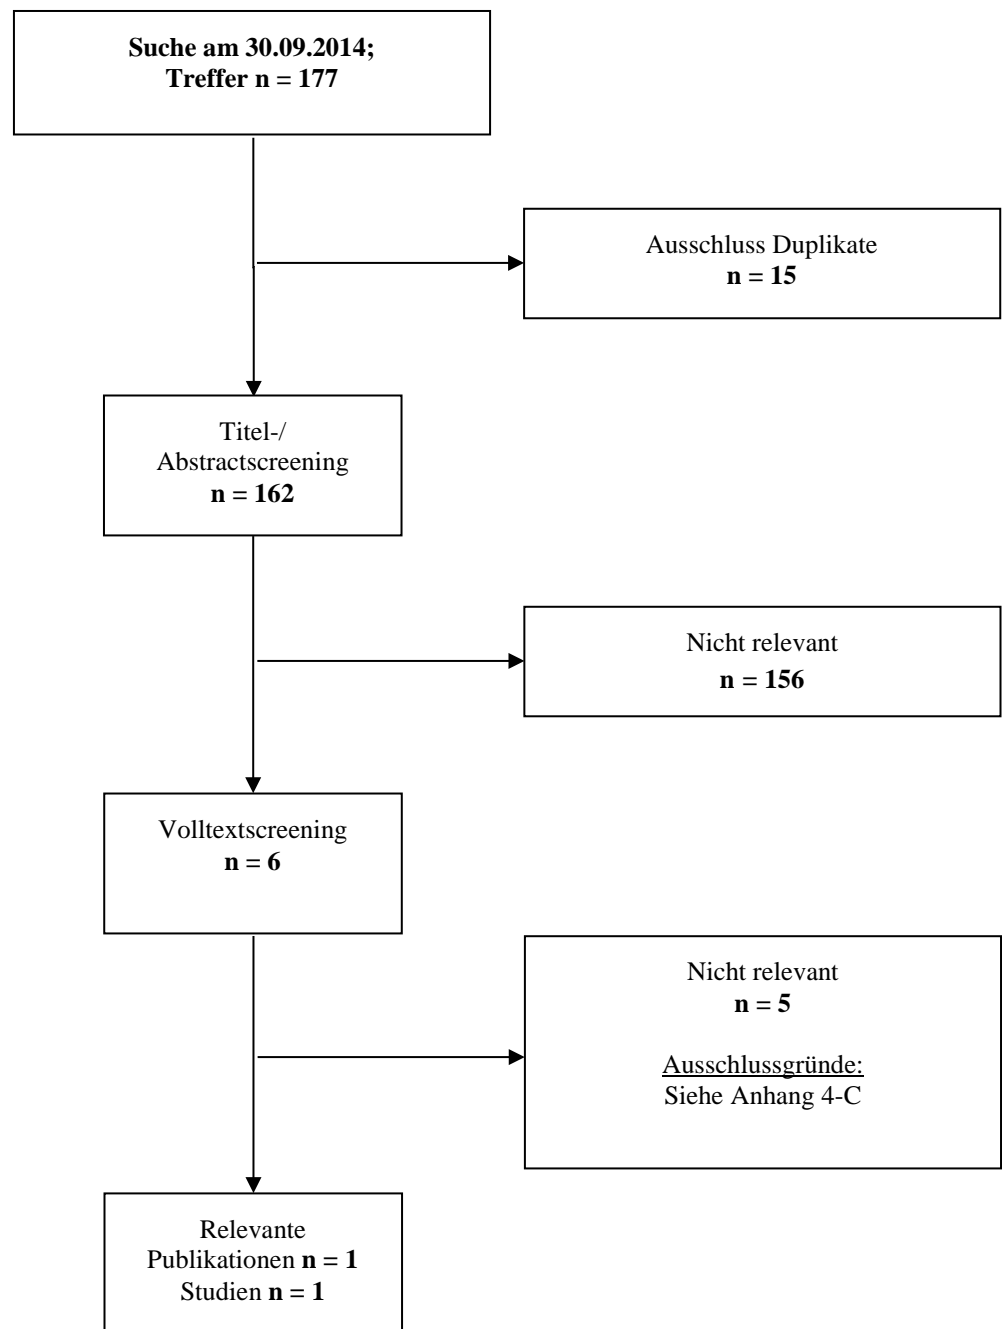 Suche am 30.09.2014;
Treffer n = 177
Ausschluss Duplikate
n = 15
Titel-/
Abstractscreening
n = 162
Nicht relevant
n = 156
Volltextscreening
n = 6
Nicht relevant
n = 5
Ausschlussgründe:
Siehe Anhang 4-C
Relevante
Publikationen n = 1
Studien n = 1